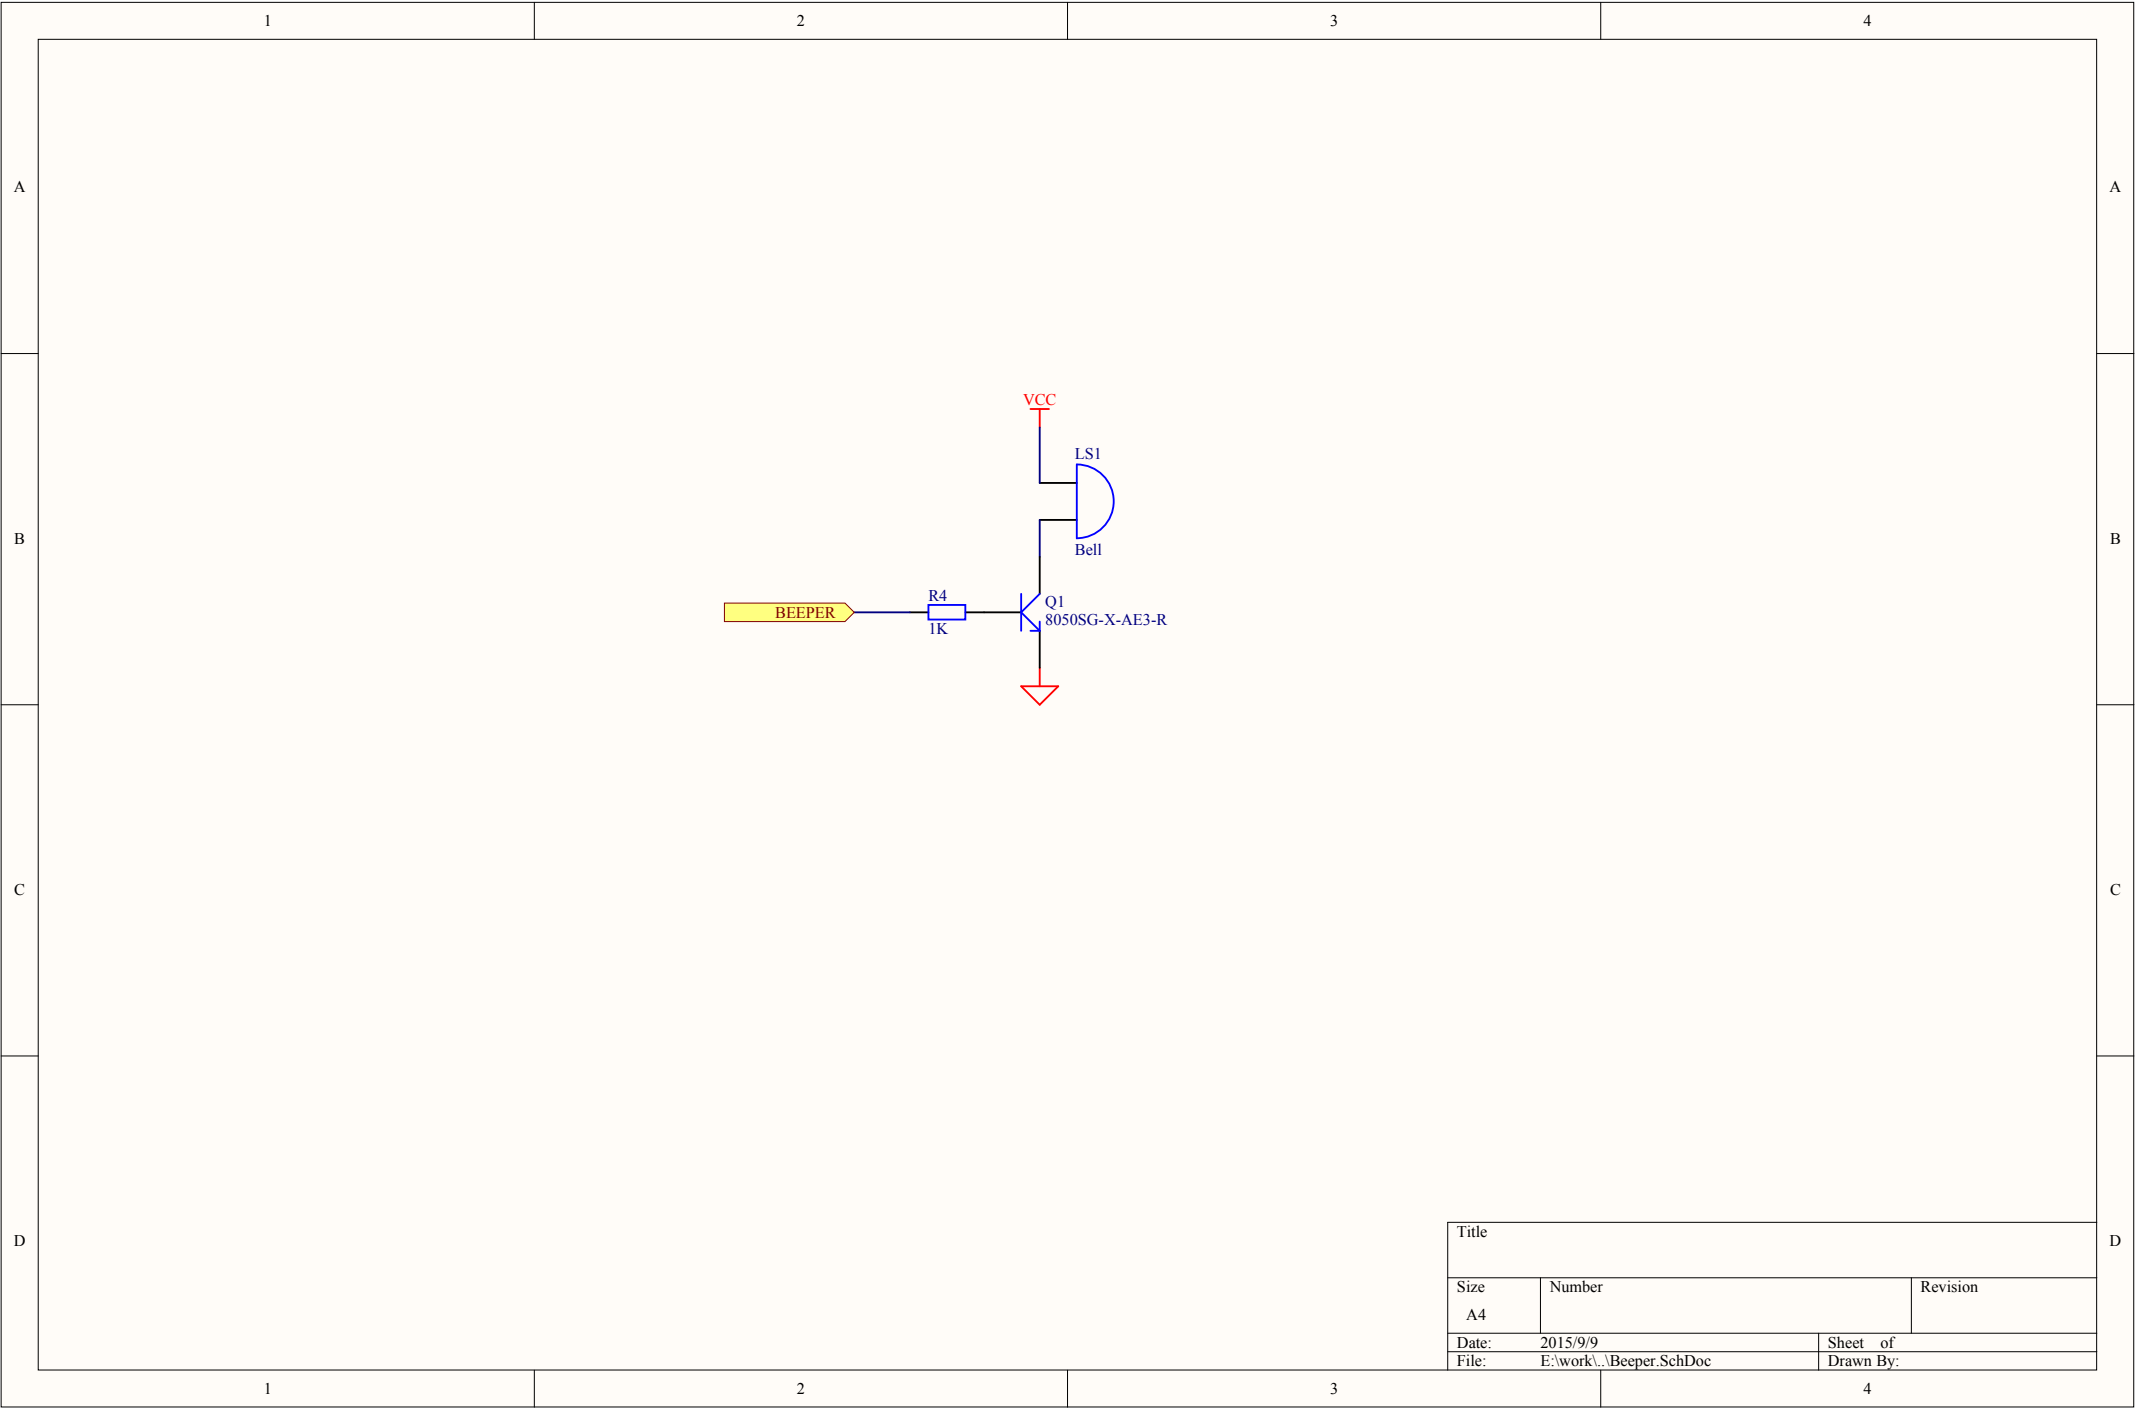 1 2 3 4
A A
VCC
LS1
B B
Bell
R4
Q1
BEEPER
8050SG-X-AE3-R
1K
C C
Title
D D
Size Number Revision
A4
Date: 2015/9/9 Sheet of
File: E:\work\..\Beeper.SchDoc Drawn By:
1 2 3 4